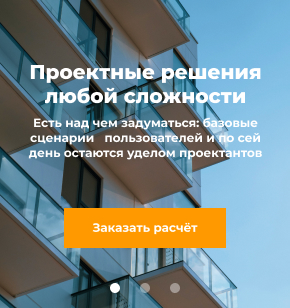 Проектные решения
любой сложности
Есть над чем задуматься: базовые
сценарии пользователей и по сей
день остаются уделом проектантов
Заказать расчёт